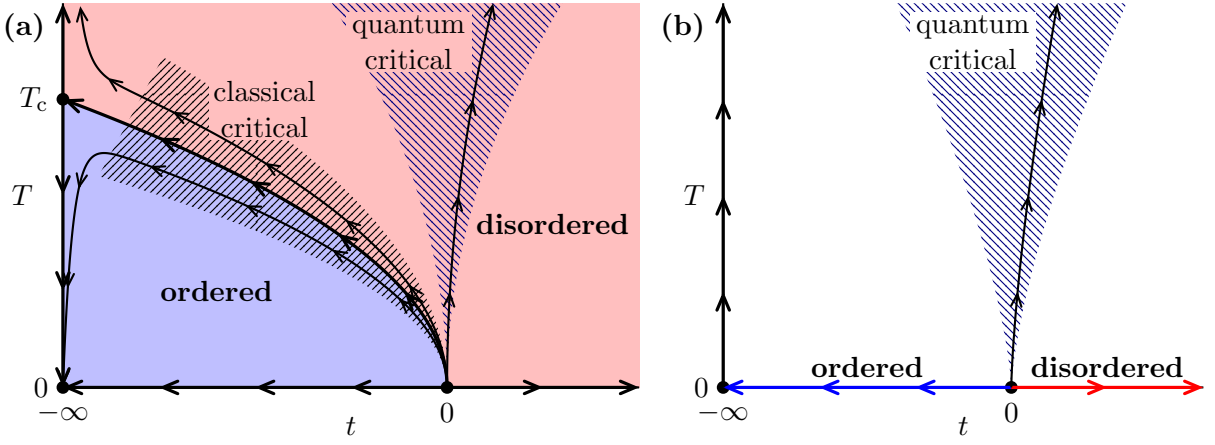 (a)
quantum
critical
classical
critical
T_c
T
disordered
ordered
0
−∞
t
0
(b)
quantum
critical
T
ordered
disordered
0
−∞
t
0